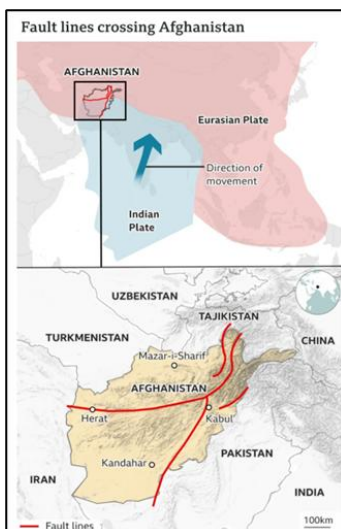 Fault lines crossing Afghanistan
AFGHANISTAN
Eurasian Plate
Direction of
movement
Indian
Plate
UZBEKISTAN
TAJIKISTAN
CHINA
TURKMENISTAN
Mazar-i-Sharif
AFGHANISTAN
Herat
Kabul
Kandahar
PAKISTAN
IRAN
INDIA
Fault lines
100km